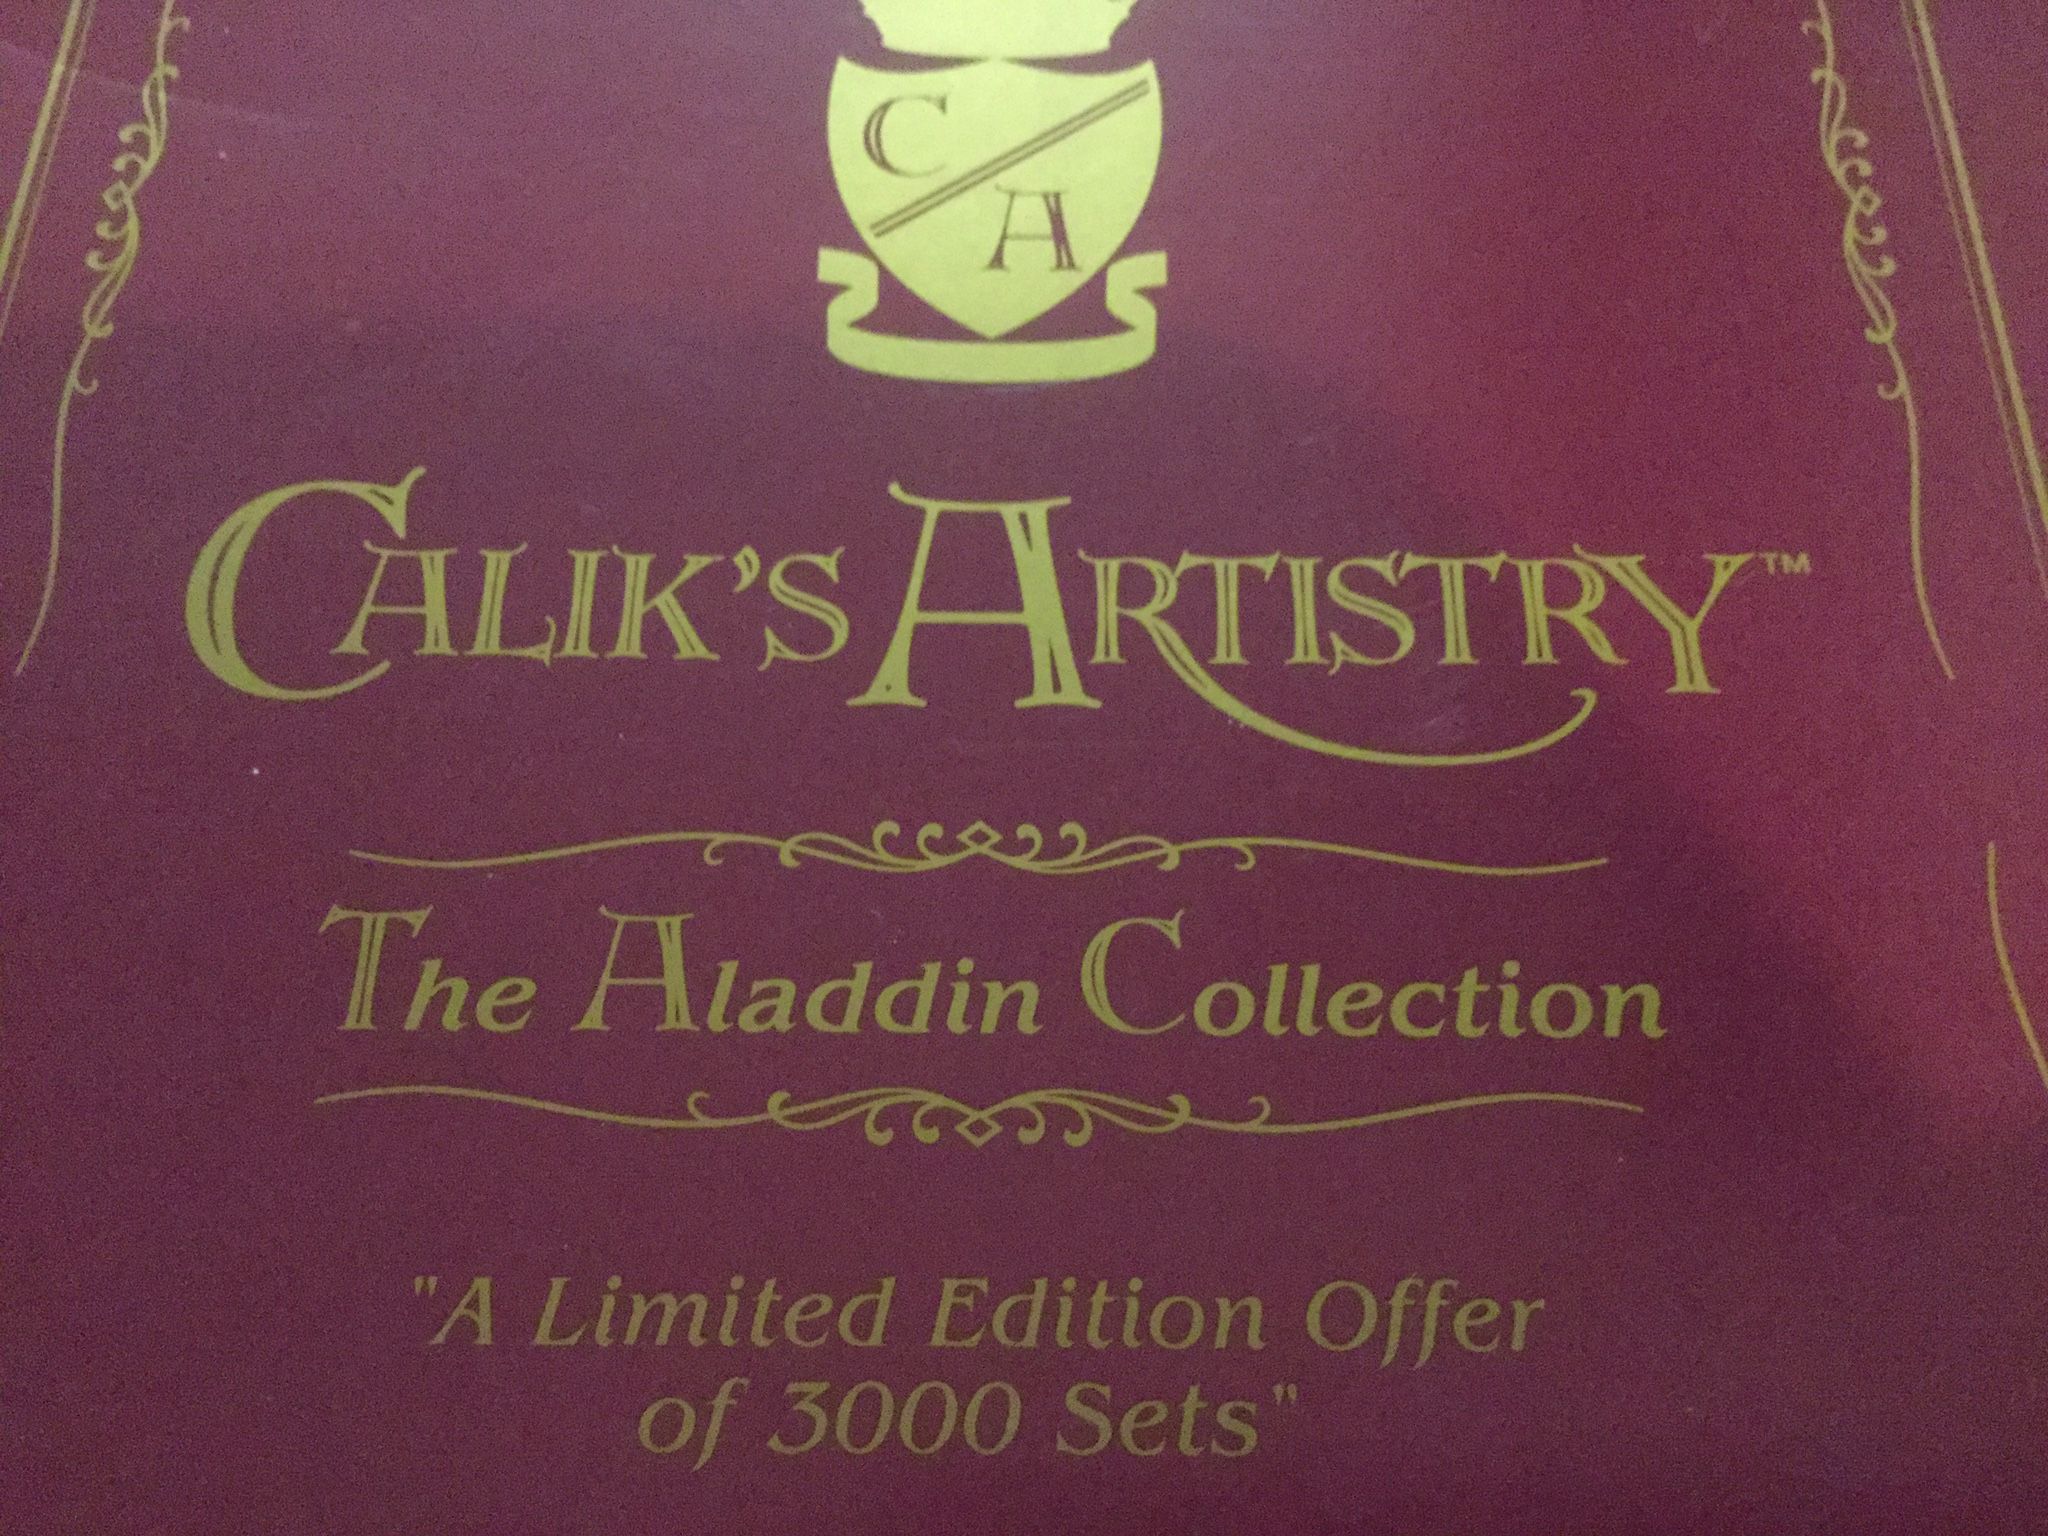 C
A
CALIK'S ARTISTRY™
The Aladdin Collection
"A Limited Edition Offer
of 3000 Sets"